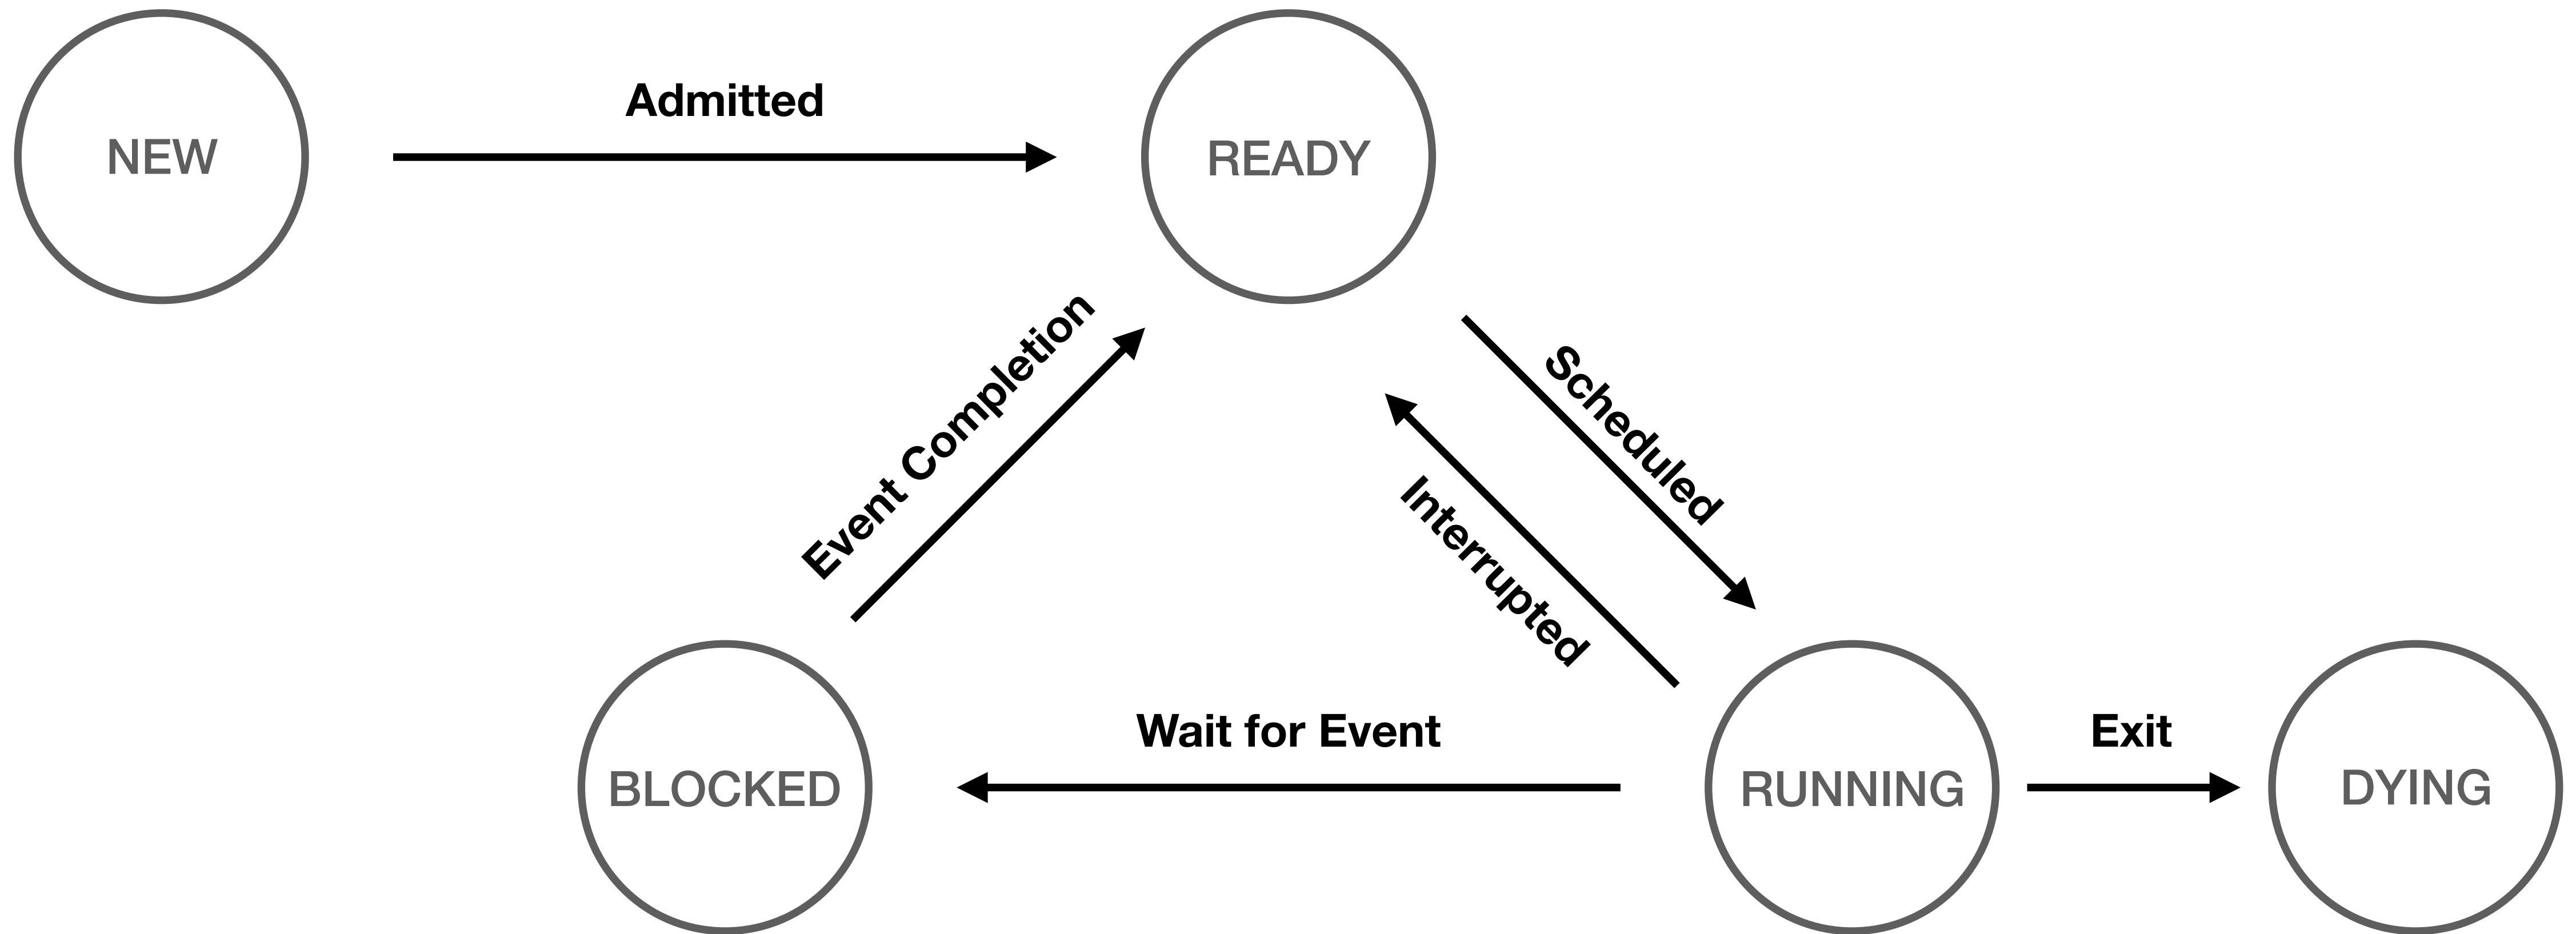 Admitted
NEW
READY
Event Completion
Scheduled
Interrupted
Wait for Event
Exit
BLOCKED
RUNNING
DYING